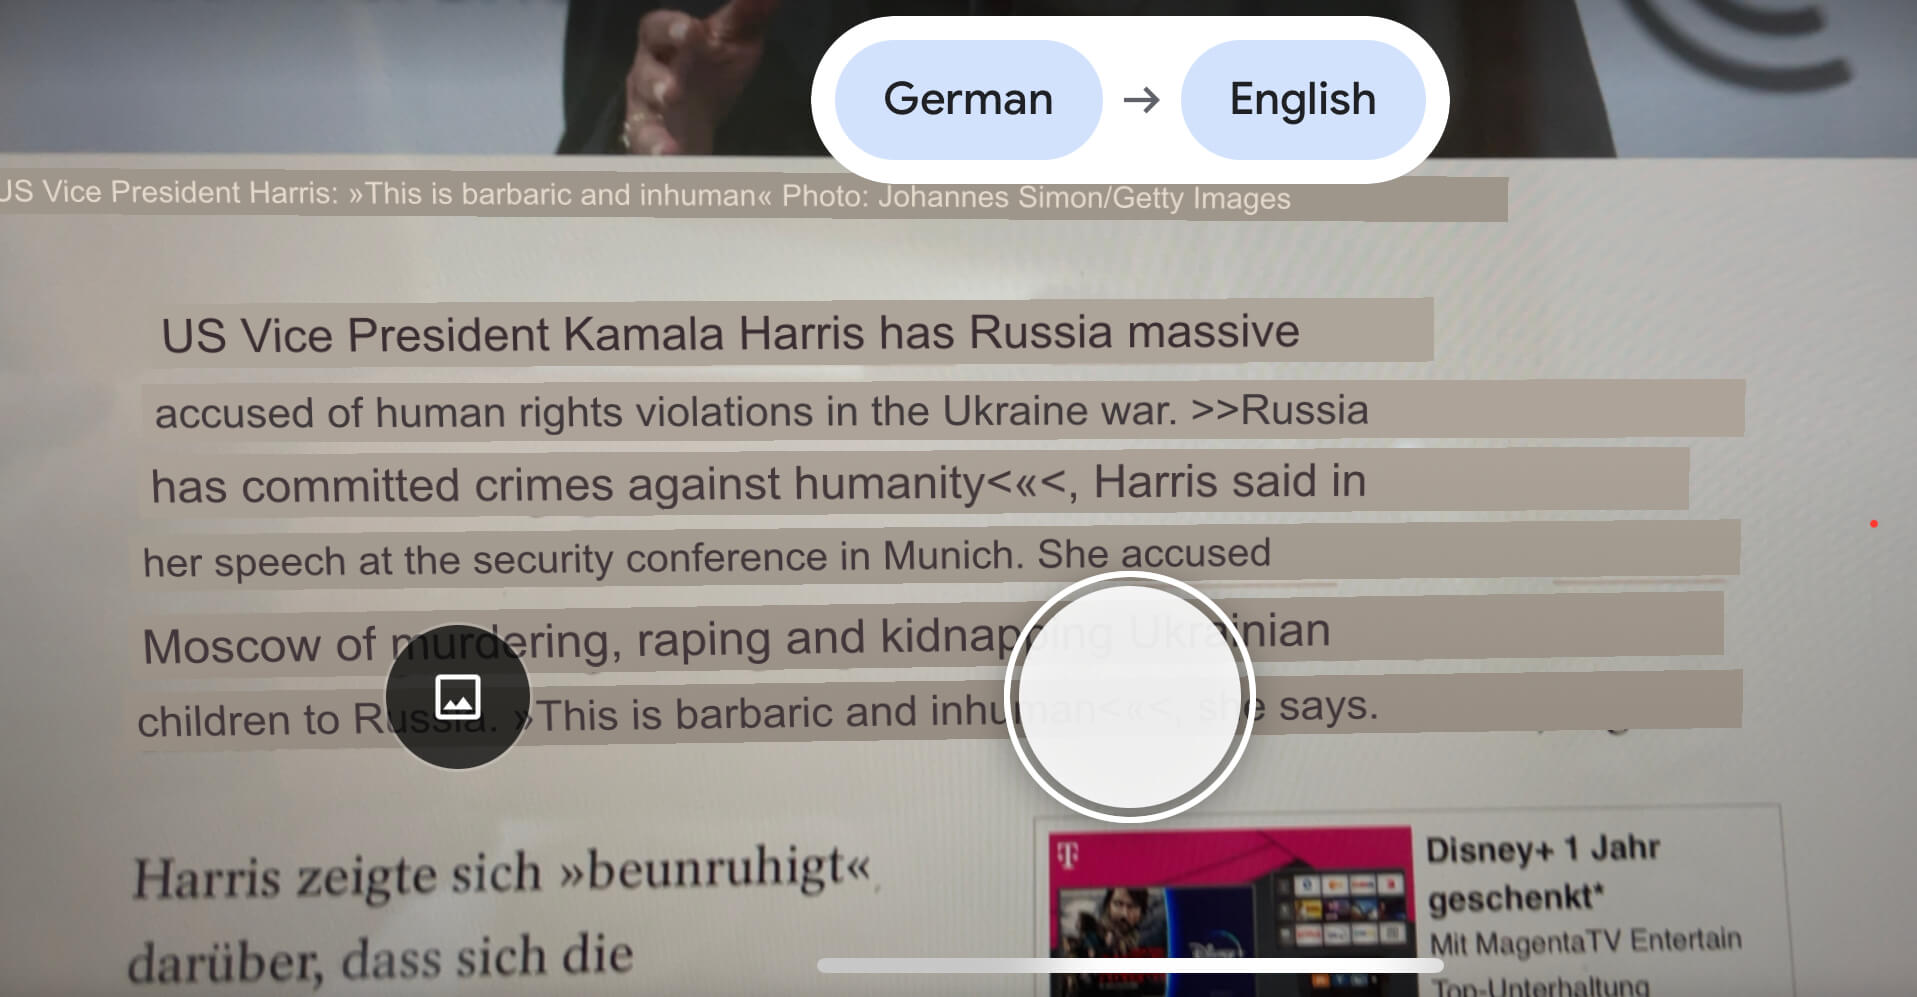 German → English
US Vice President Harris: »This is barbaric and inhuman« Photo: Johannes Simon/Getty Images
US Vice President Kamala Harris has Russia massive
accused of human rights violations in the Ukraine war. >>Russia
has committed crimes against humanity<«<, Harris said in
her speech at the security conference in Munich. She accused
Moscow of murdering, raping and kidnapping Ukrainian
children to Russia. »This is barbaric and inhuman<«<, she says.
Harris zeigte sich »beunruhigt«,
darüber, dass sich die
T
Disney+ 1 Jahr
geschenkt*
Mit MagentaTV Entertain
Top-Unterhaltung
Disney+